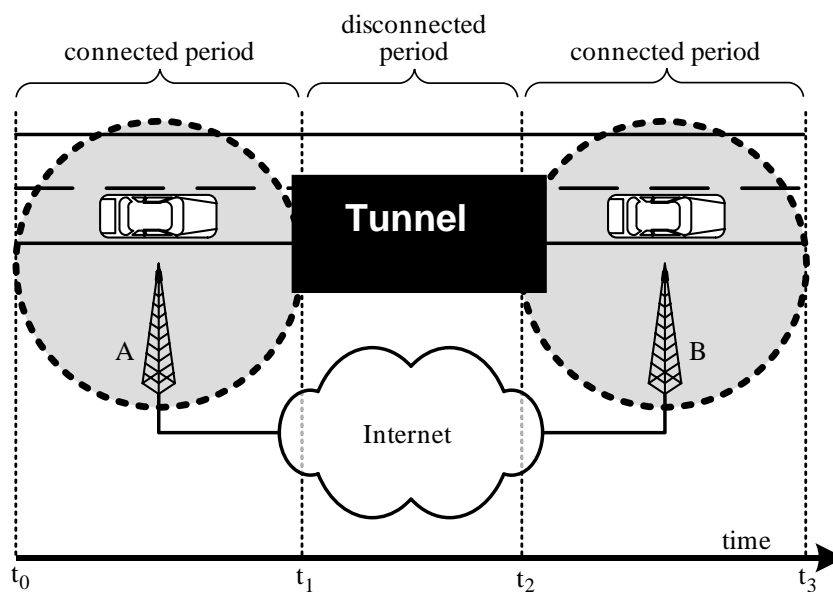 disconnected
connected period
period
connected period
Tunnel
A
B
Internet
time
t0
t1
t2
t3